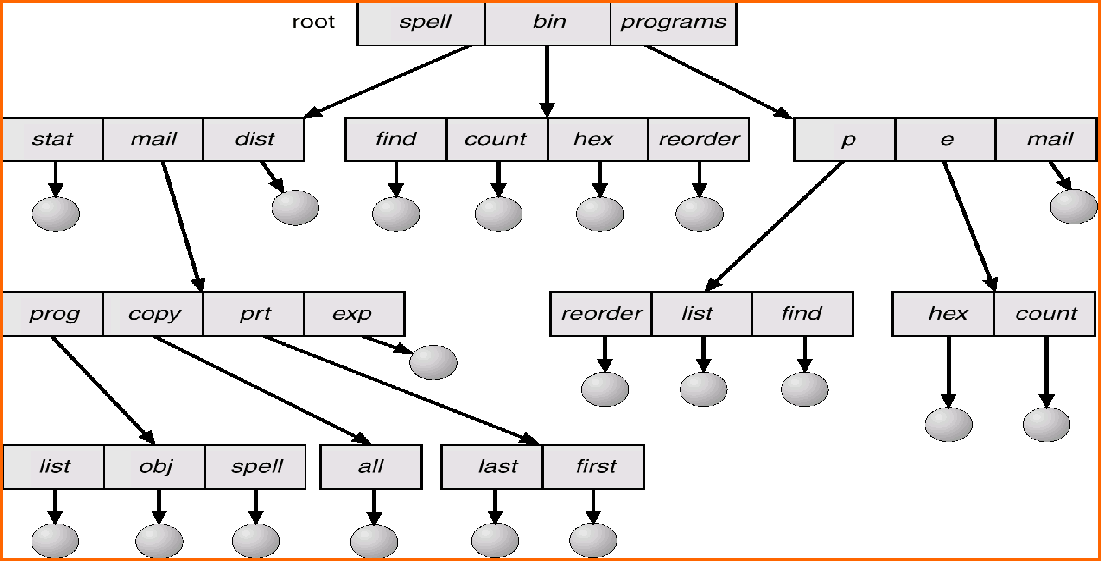 root spell bin programs
stat mail dist find count hex reorder p e mail
prog copy prt exp reorder list find hex count
list obj spell all last first